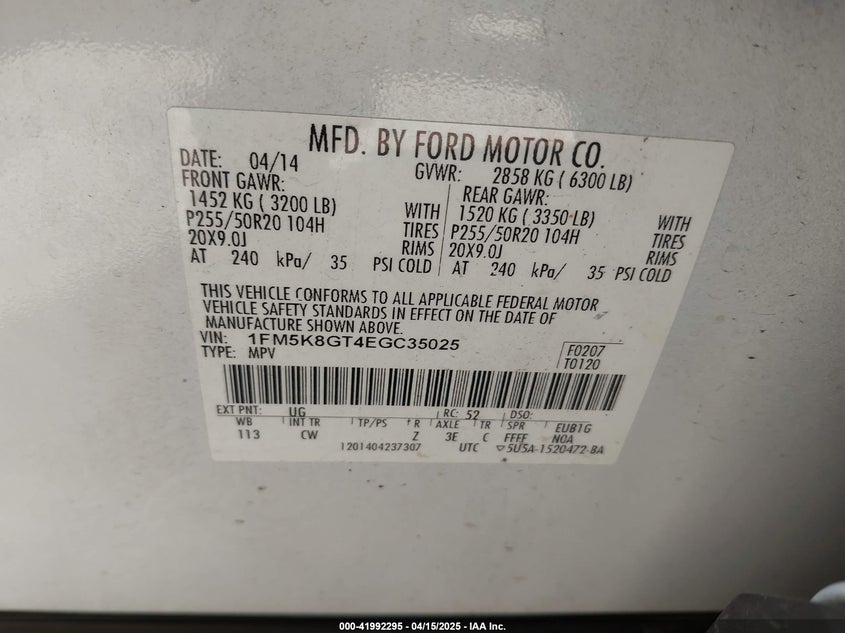 MFD. BY FORD MOTOR CO.
DATE: 04/14 GVWR: 2858 KG ( 6300 LB)
FRONT GAWR: REAR GAWR:
1452 KG ( 3200 LB) WITH 1520 KG ( 3350 LB) WITH
P255/50R20 104H TIRES P255/50R20 104H TIRES
20X9.0J RIMS 20X9.0J RIMS
AT 240 kPa/ 35 PSI COLD AT 240 kPa/ 35 PSI COLD
THIS VEHICLE CONFORMS TO ALL APPLICABLE FEDERAL MOTOR
VEHICLE SAFETY STANDARDS IN EFFECT ON THE DATE OF
MANUFACTURE SHOWN ABOVE.
VIN: 1FM5K8GT4EGC35025 F0207
TYPE: MPV T0120
EXT PNT: UG RC: 52 DSO:
WB INT TR TP/PS R AXLE TR SPR EUB1G
113 CW Z 3E C FFFF NOA
1201404237307 UTC ▽5U5A-1520472-BA
000-41992295 - 04/15/2025 - IAA Inc.